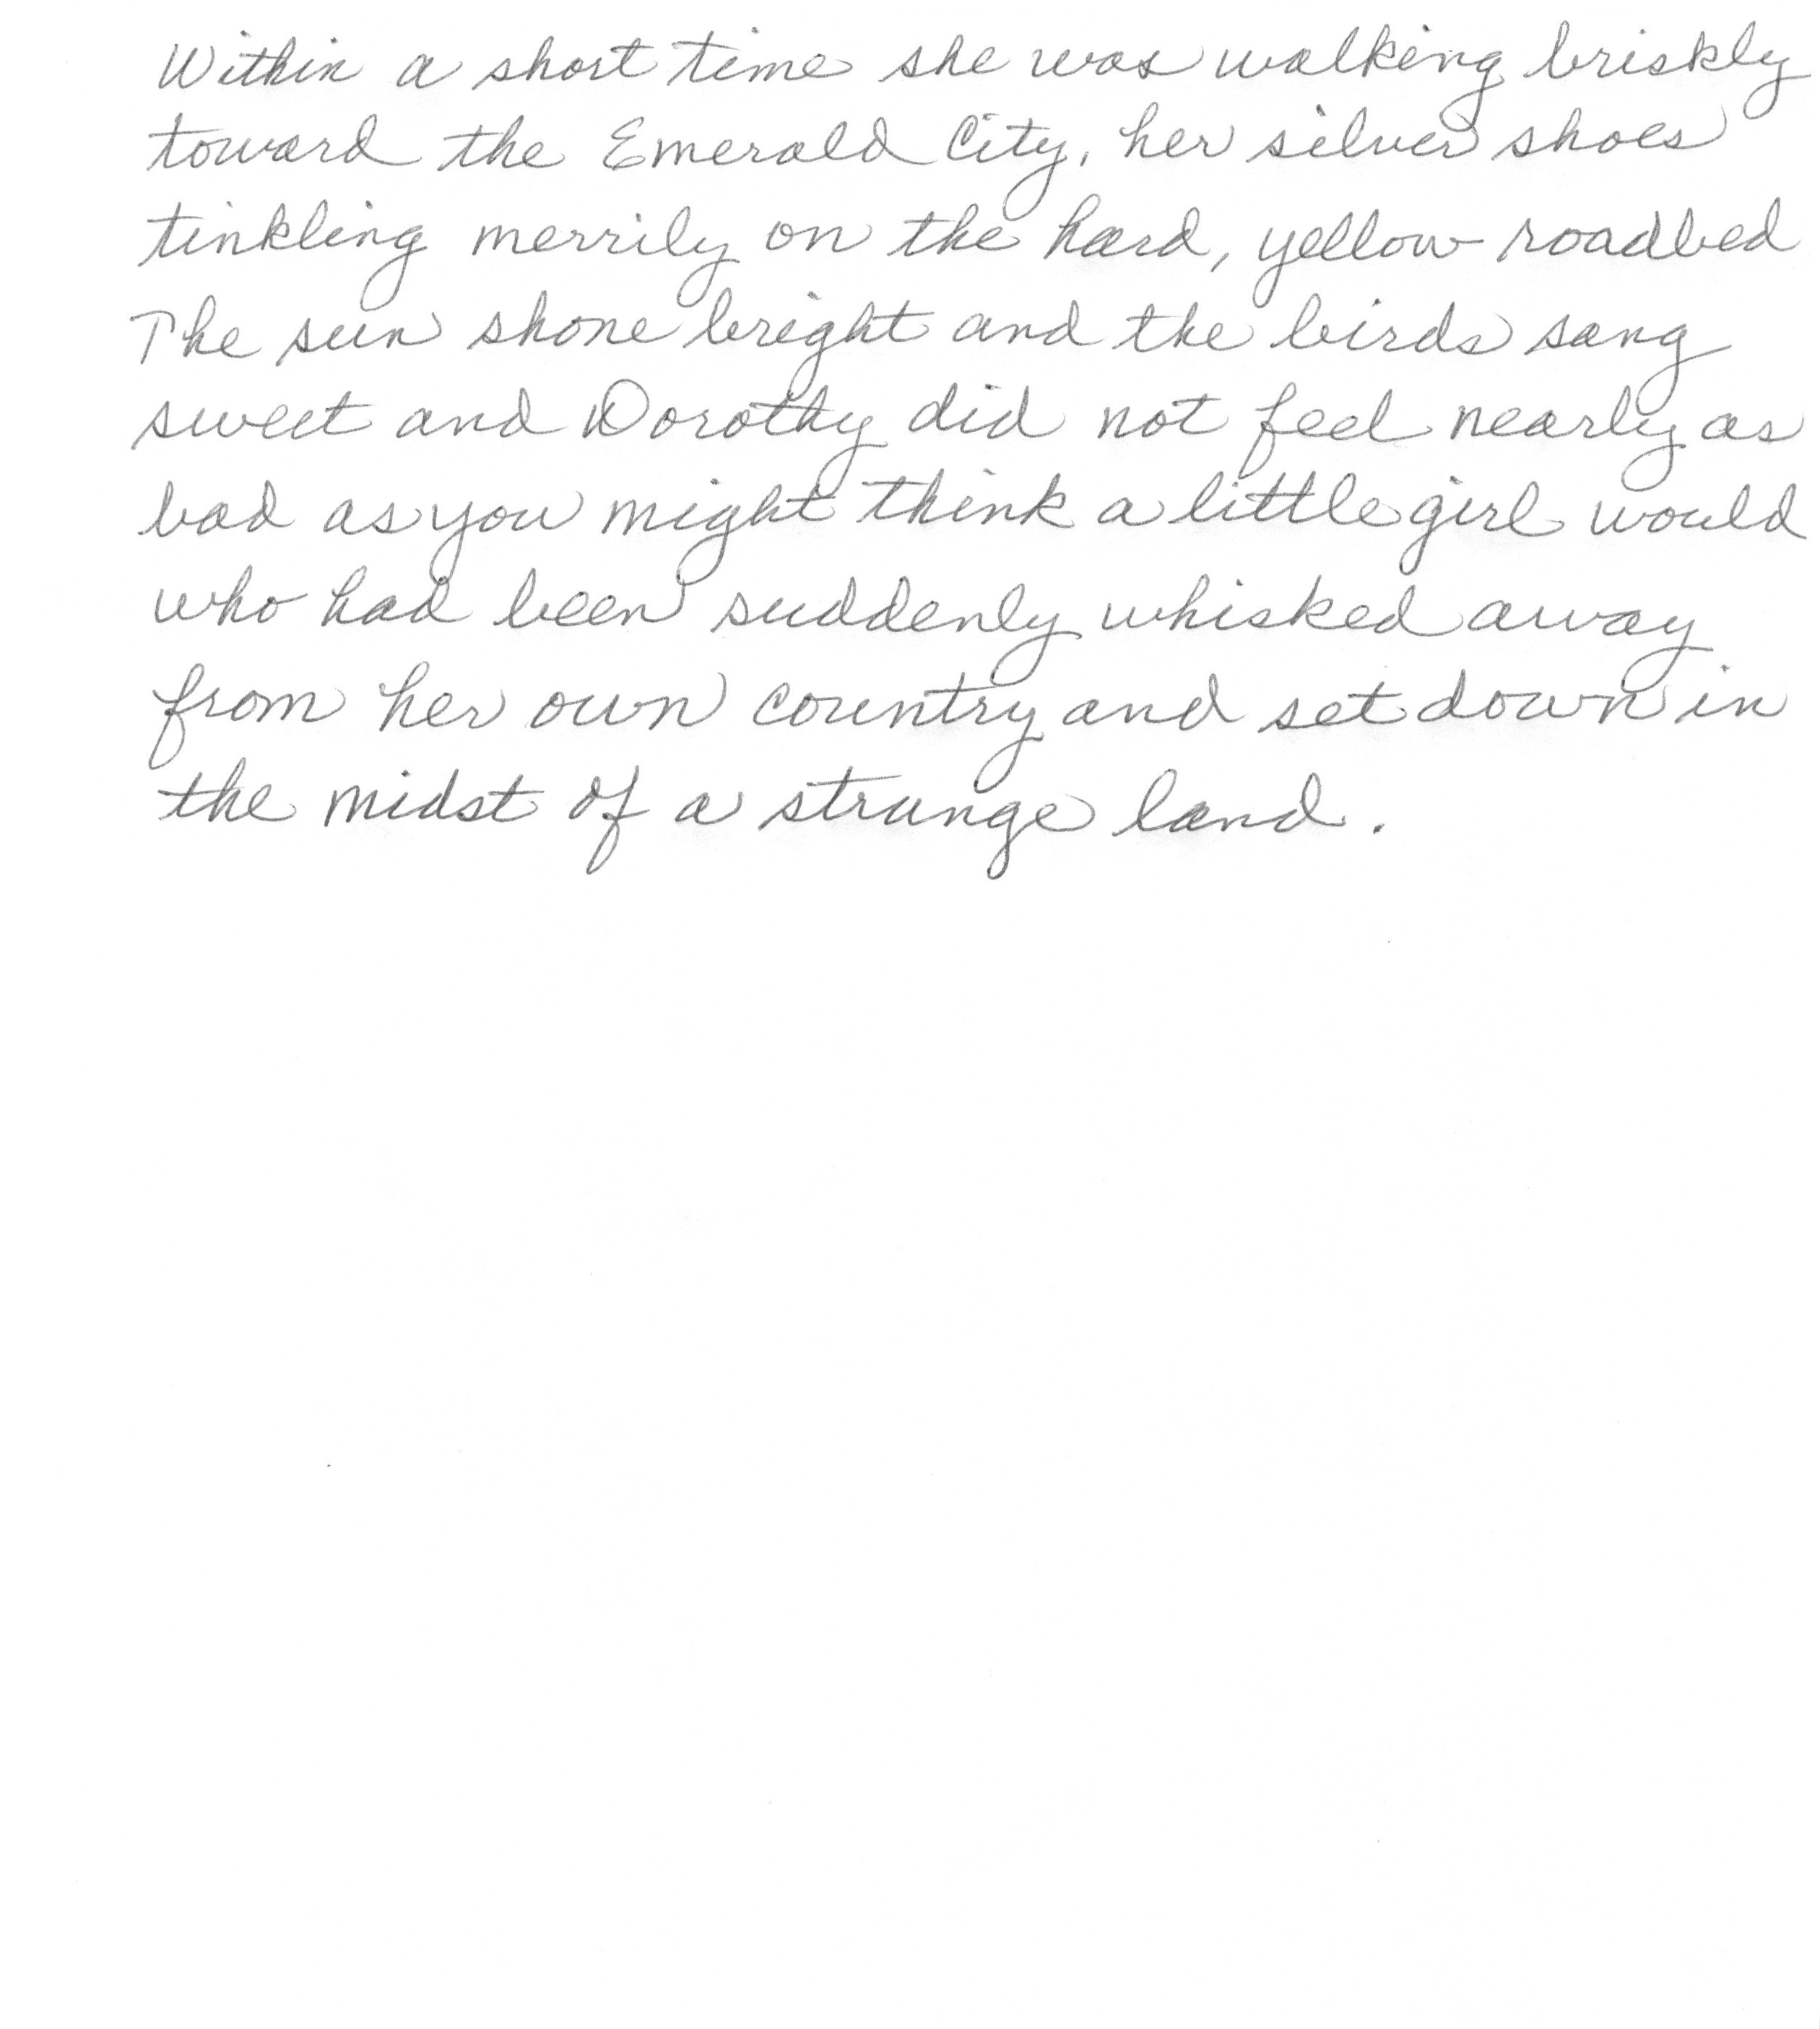 Within a short time she was walking briskly
toward the Emerald City, her silver shoes
tinkling merrily on the hard, yellow roadbed
The sun shone bright and the birds sang
sweet and Dorothy did not feel nearly as
bad as you might think a little girl would
who had been suddenly whisked away
from her own country and set down in
the midst of a strange land.